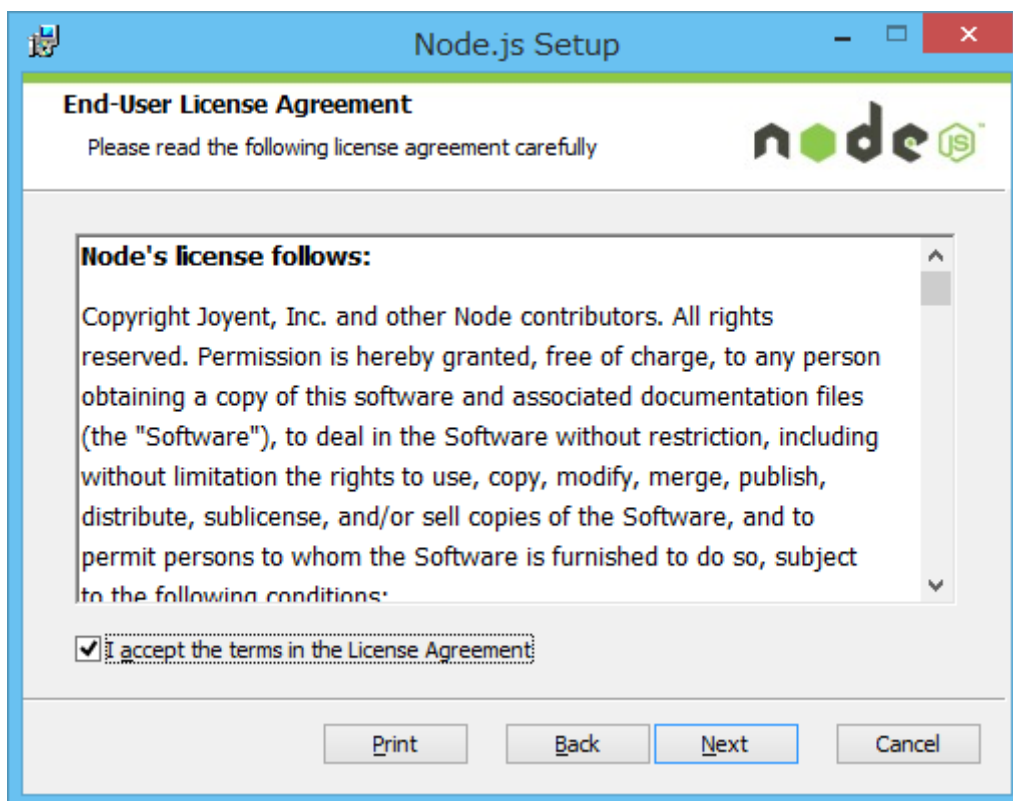 Node.js Setup
End-User License Agreement
Please read the following license agreement carefully
node JS™
Node's license follows:
Copyright Joyent, Inc. and other Node contributors. All rights
reserved. Permission is hereby granted, free of charge, to any person
obtaining a copy of this software and associated documentation files
(the "Software"), to deal in the Software without restriction, including
without limitation the rights to use, copy, modify, merge, publish,
distribute, sublicense, and/or sell copies of the Software, and to
permit persons to whom the Software is furnished to do so, subject
to the following conditions:
I accept the terms in the License Agreement
Print Back Next Cancel